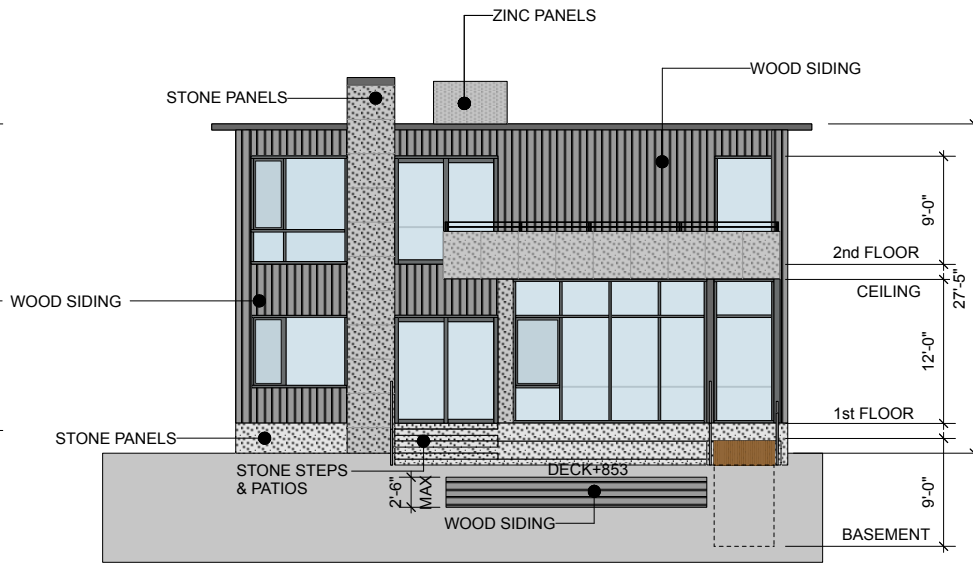 ZINC PANELS
WOOD SIDING
STONE PANELS
9'-0"
2nd FLOOR
27'-5"
CEILING
WOOD SIDING
12'-0"
1st FLOOR
STONE PANELS
STONE STEPS
& PATIOS
DECK+853
2'-6"
MAX
9'-0"
WOOD SIDING
BASEMENT